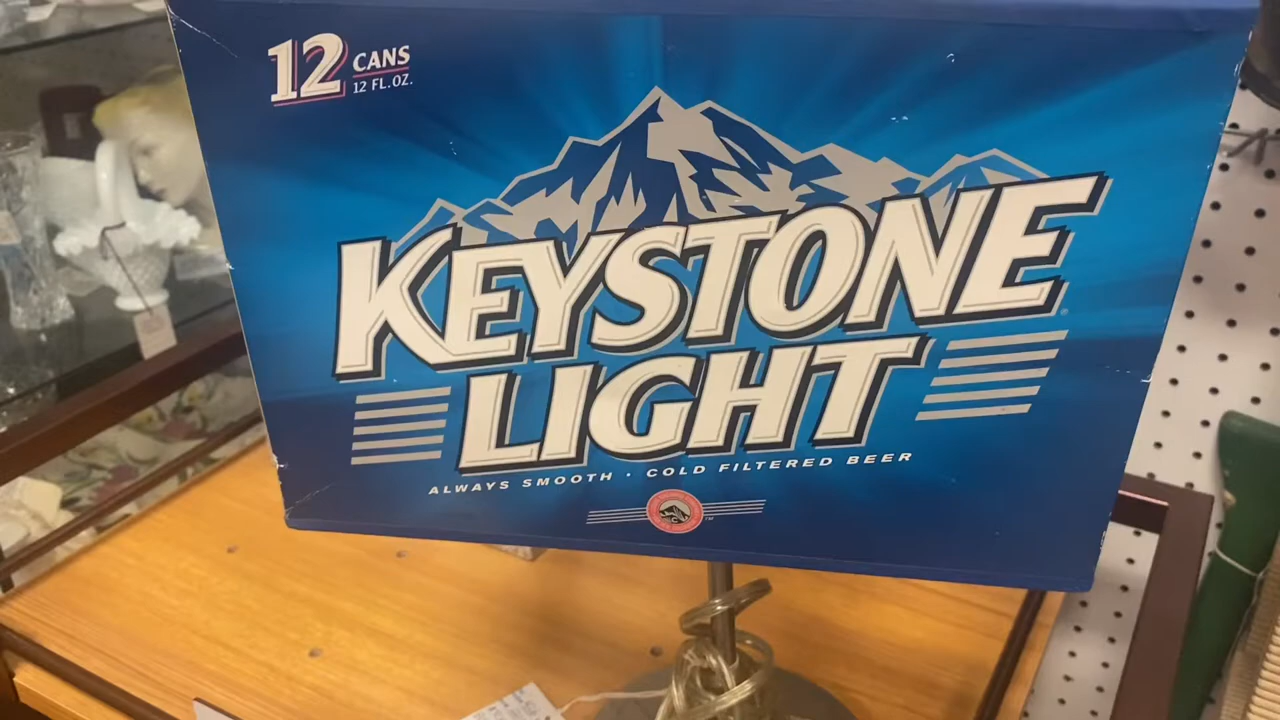 12 CANS
12 FL.OZ.
KEYSTONE
LIGHT
ALWAYS SMOOTH · COLD FILTERED BEER